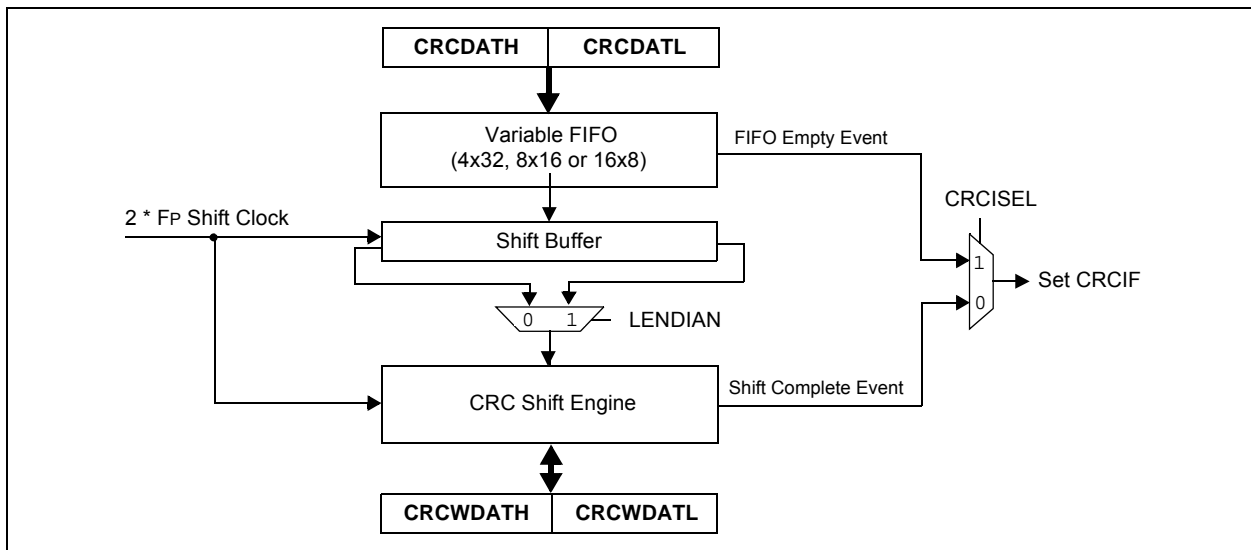 CRCDATH CRCDATL
Variable FIFO
(4x32, 8x16 or 16x8)
FIFO Empty Event
CRCISEL
2 * FP Shift Clock
Shift Buffer
1
Set CRCIF
0
0 1
LENDIAN
CRC Shift Engine
Shift Complete Event
CRCWDATH CRCWDATL